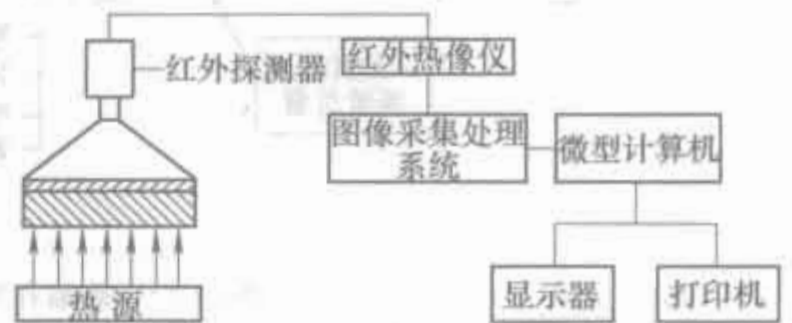 红外探测器
红外热像仪
图像采集处理
系统
微型计算机
热源
显示器
打印机